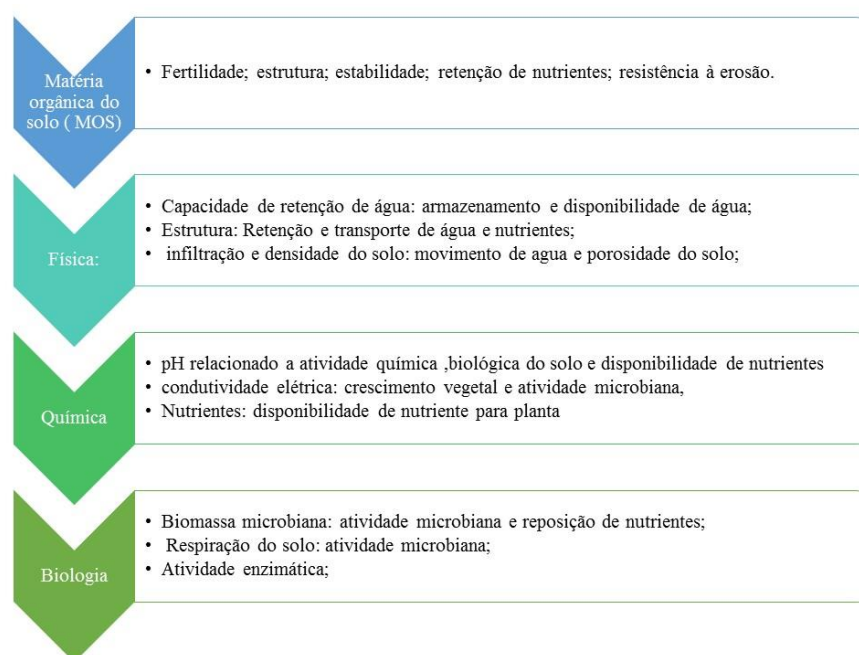 Matéria
orgânica do
solo ( MOS)
• Fertilidade; estrutura; estabilidade; retenção de nutrientes; resistência à erosão.
Física:
• Capacidade de retenção de água: armazenamento e disponibilidade de água;
• Estrutura: Retenção e transporte de água e nutrientes;
• infiltração e densidade do solo: movimento de agua e porosidade do solo;
Química
• pH relacionado a atividade química ,biológica do solo e disponibilidade de nutrientes
• condutividade elétrica: crescimento vegetal e atividade microbiana,
• Nutrientes: disponibilidade de nutriente para planta
Biologia
• Biomassa microbiana: atividade microbiana e reposição de nutrientes;
• Respiração do solo: atividade microbiana;
• Atividade enzimática;